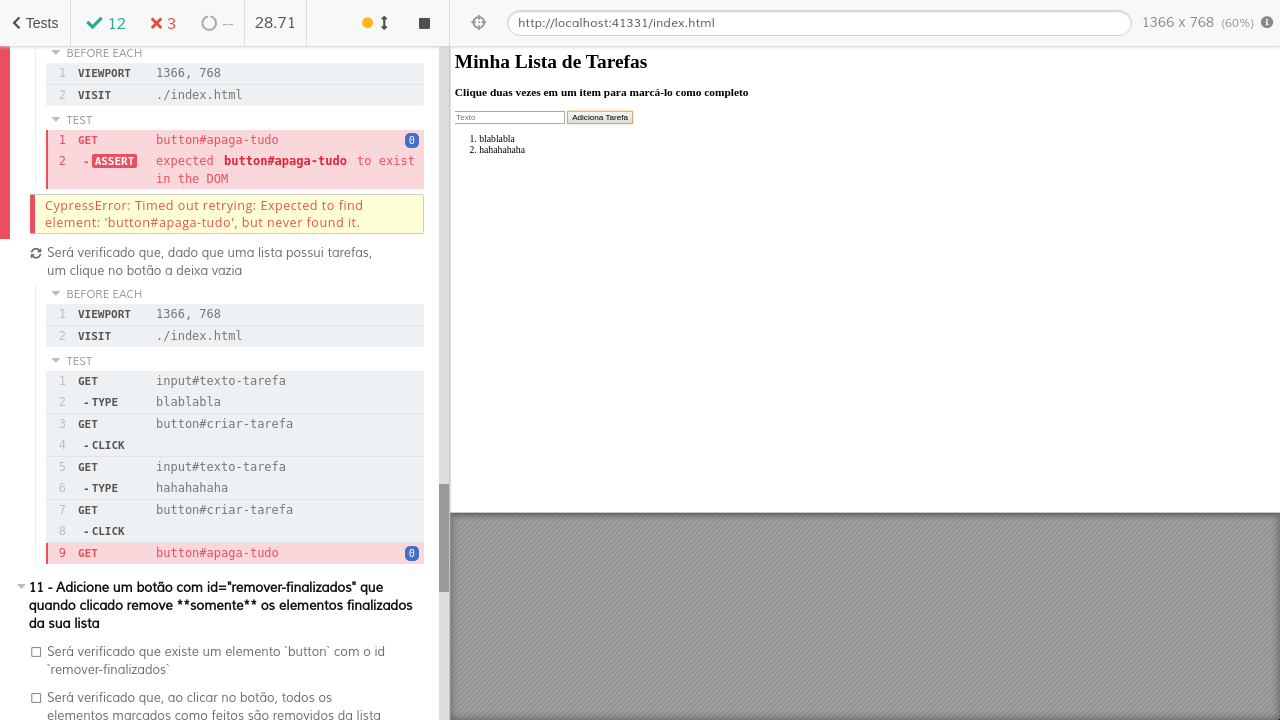 Tests
12
3
--
28.71
http://localhost:41331/index.html
1366 x 768 (60%)
BEFORE EACH
1 VIEWPORT 1366, 768
2 VISIT ./index.html
TEST
1 GET button#apaga-tudo 0
2 - ASSERT expected button#apaga-tudo to exist
in the DOM
CypressError: Timed out retrying: Expected to find
element: 'button#apaga-tudo', but never found it.
Será verificado que, dado que uma lista possui tarefas,
um clique no botão a deixa vazia
BEFORE EACH
1 VIEWPORT 1366, 768
2 VISIT ./index.html
TEST
1 GET input#texto-tarefa
2 - TYPE blablabla
3 GET button#criar-tarefa
4 - CLICK
5 GET input#texto-tarefa
6 - TYPE hahahahaha
7 GET button#criar-tarefa
8 - CLICK
9 GET button#apaga-tudo 0
11 - Adicione um botão com id="remover-finalizados" que
quando clicado remove **somente** os elementos finalizados
da sua lista
Será verificado que existe um elemento `button` com o id
`remover-finalizados`
Será verificado que, ao clicar no botão, todos os
elementos marcados como feitos são removidos da lista
Minha Lista de Tarefas
Clique duas vezes em um item para marcá-lo como completo
Texto Adiciona Tarefa
1. blablabla
2. hahahahaha